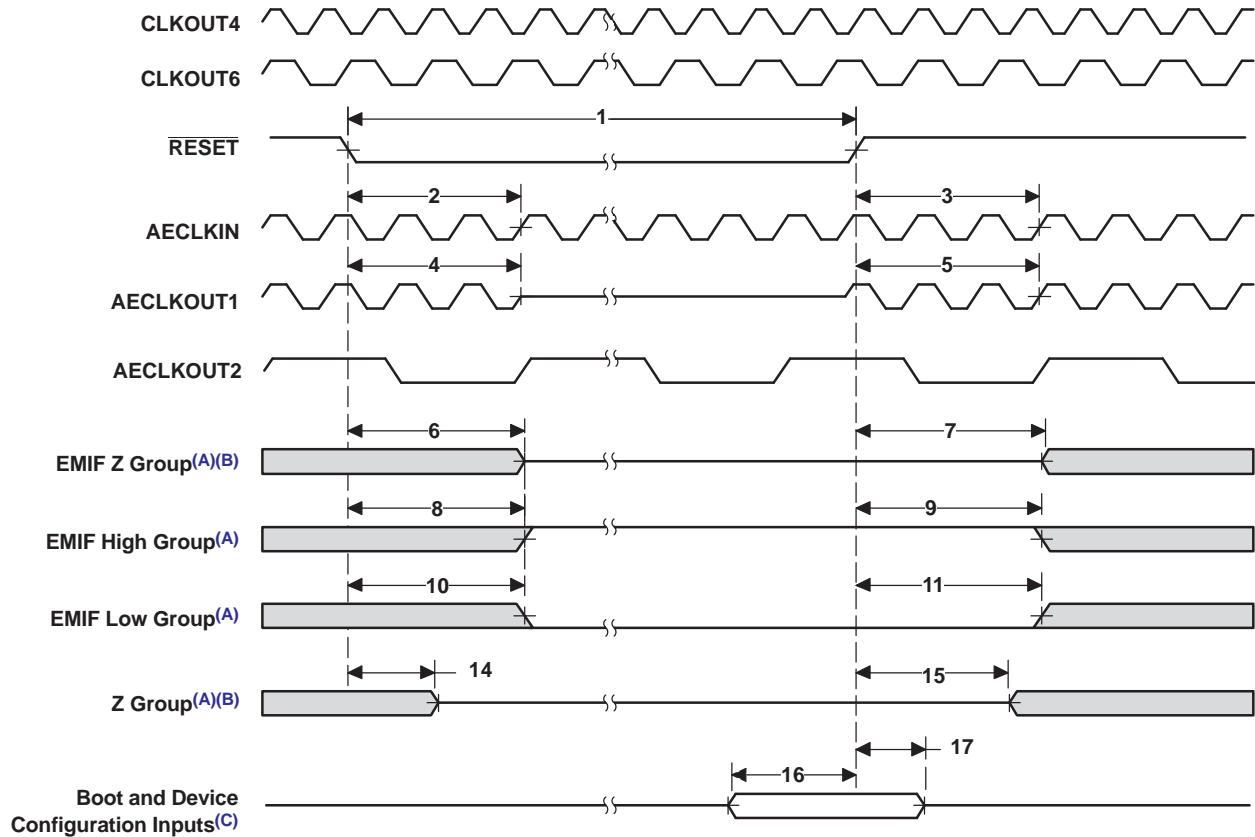 CLKOUT4
CLKOUT6
1
RESET
2
3
AECLKIN
4
5
AECLKOUT1
AECLKOUT2
6
7
EMIF Z Group(A)(B)
8
9
EMIF High Group(A)
10
11
EMIF Low Group(A)
14
15
Z Group(A)(B)
17
16
Boot and Device
Configuration Inputs(C)